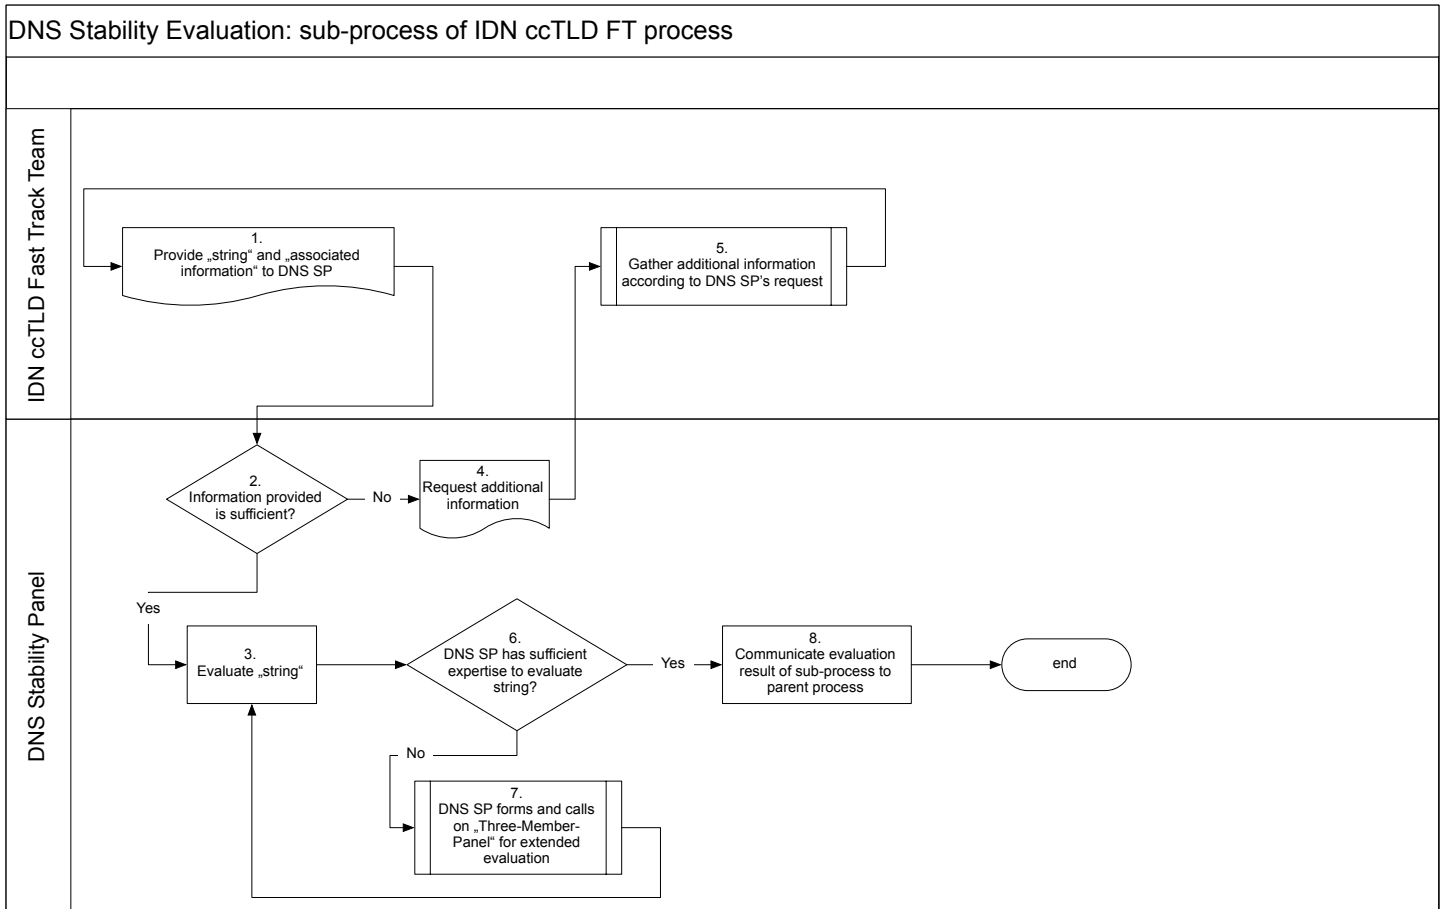 DNS Stability Evaluation: sub-process of IDN ccTLD FT process
IDN ccTLD Fast Track Team
1.
Provide „string“ and „associated
information“ to DNS SP
5.
Gather additional information
according to DNS SP's request
DNS Stability Panel
2.
Information provided
is sufficient?
No
4.
Request additional
information
Yes
3.
Evaluate „string“
6.
DNS SP has sufficient
expertise to evaluate
string?
Yes
8.
Communicate evaluation
result of sub-process to
parent process
end
No
7.
DNS SP forms and calls
on „Three-Member-
Panel“ for extended
evaluation